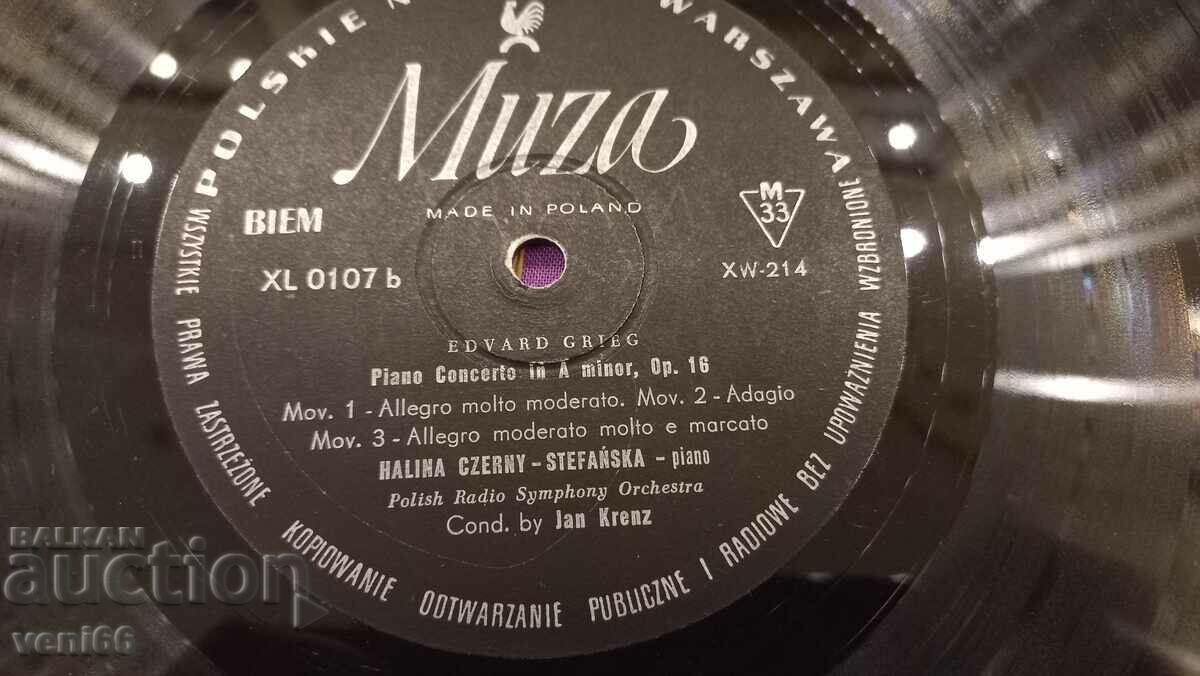 POLSKIE N WARSZAWA
Muza
MADE IN POLAND
BIEM
M
33
XL 0107 b
XW-214
EDVARD GRIEG
Piano Concerto in A minor, Op. 16
Mov. 1 - Allegro molto moderato. Mov. 2 - Adagio
Mov. 3 - Allegro moderato molto e marcato
HALINA CZERNY-STEFAŃSKA - piano
Polish Radio Symphony Orchestra
Cond. by Jan Krenz
WSZYSTKIE PRAWA ZASTRZEŻONE KOPIOWANIE ODTWARZANIE PUBLICZNE I RADIOWE BEZ UPOWAŻNIENIA WZBRONIONE
BALKAN
auction
veni66